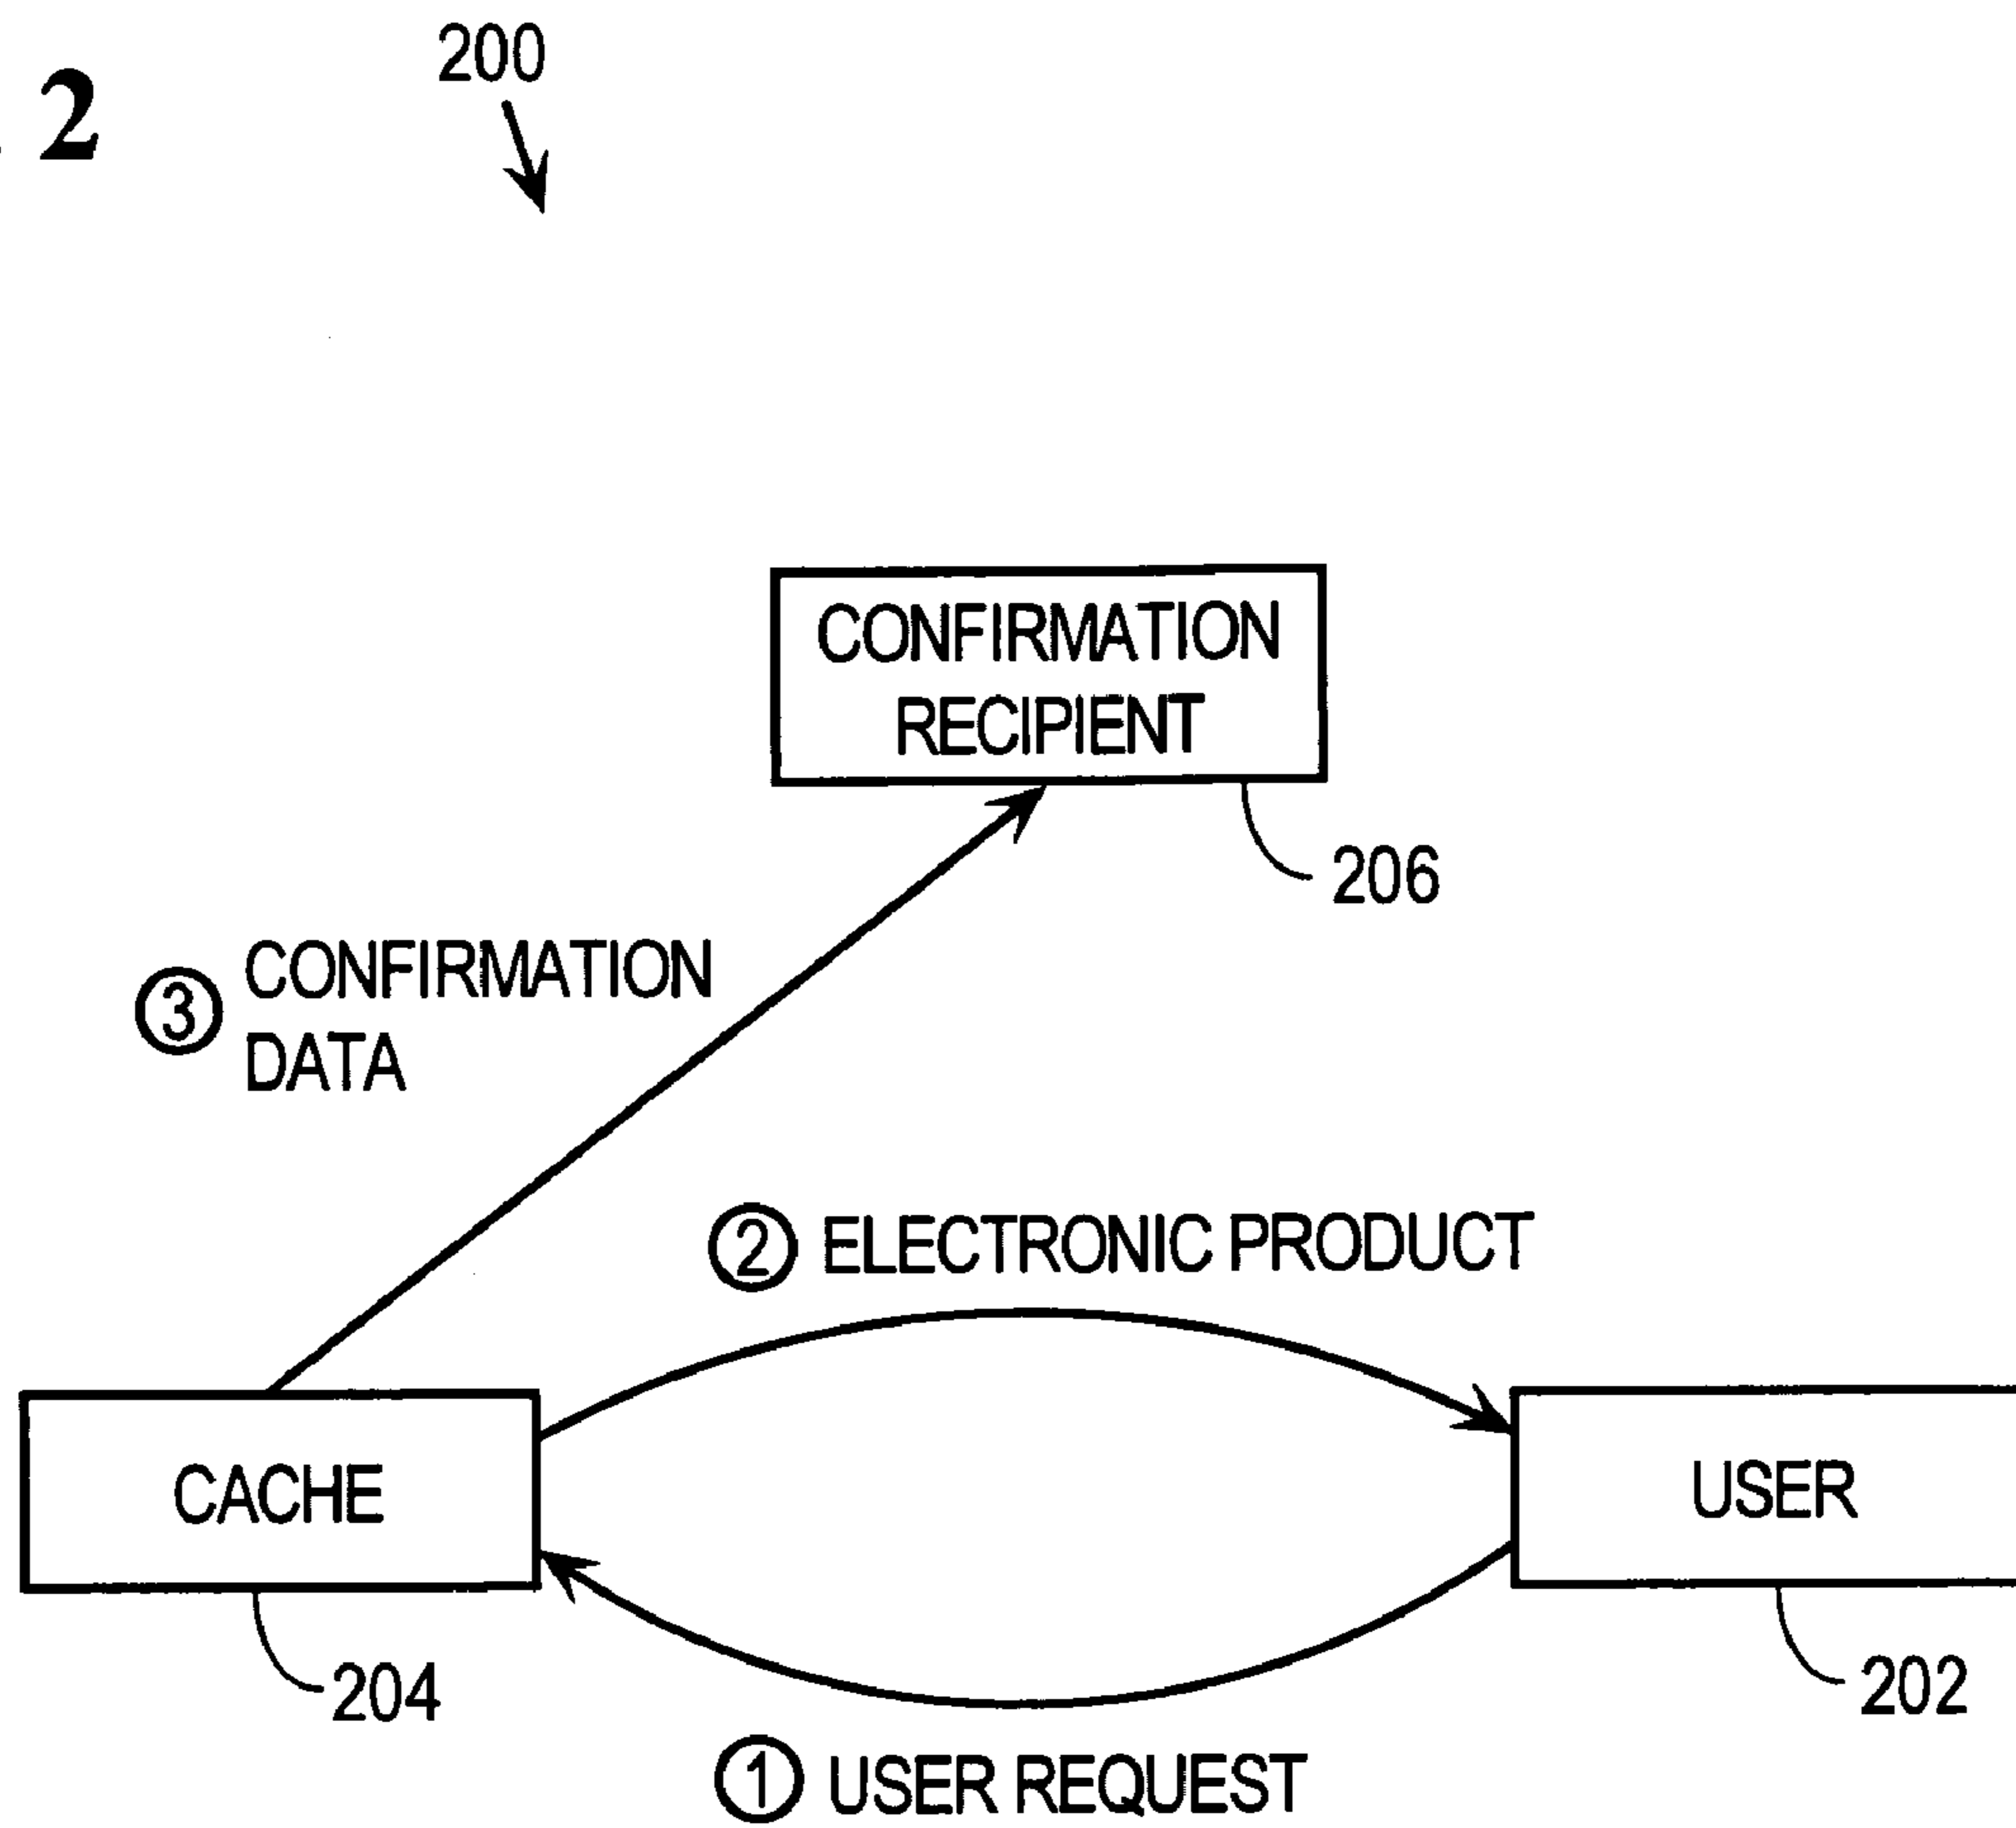 2
200
CONFIRMATION
RECIPIENT
206
3 CONFIRMATION
DATA
2 ELECTRONIC PRODUCT
CACHE
USER
204
202
1 USER REQUEST